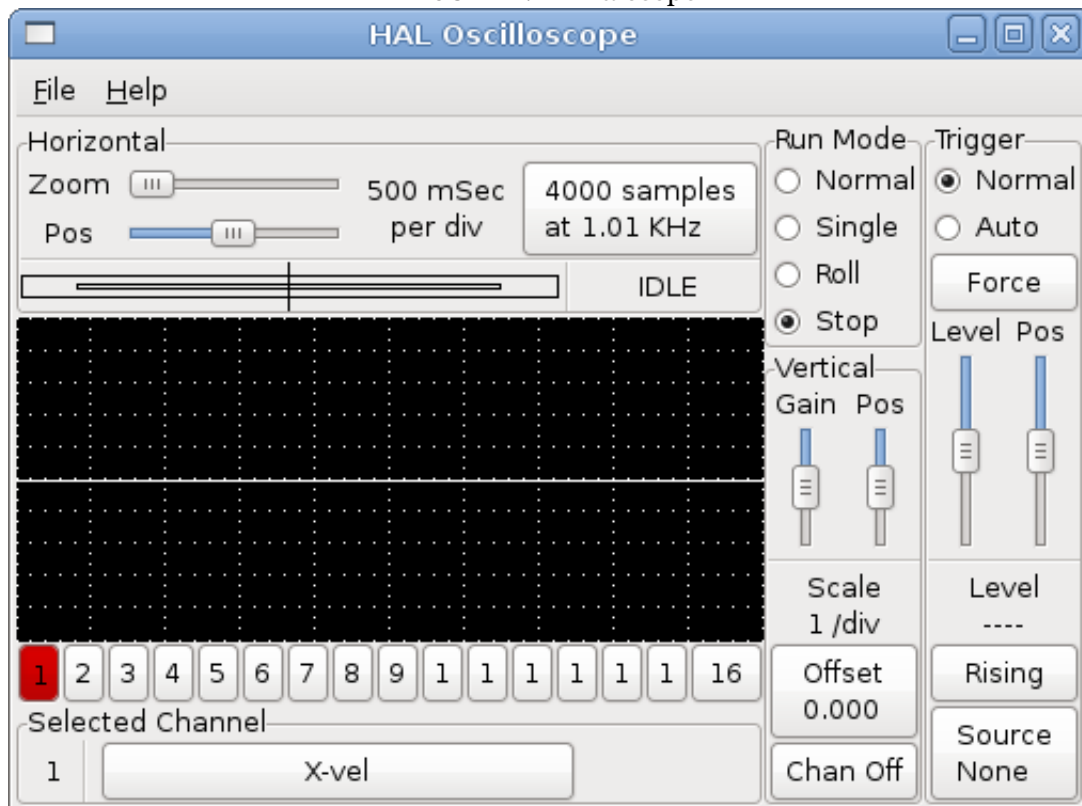 HAL Oscilloscope
File Help
Horizontal
Zoom
Pos
500 mSec
per div
4000 samples
at 1.01 KHz
IDLE
Run Mode
Normal
Single
Roll
Stop
Trigger
Normal
Auto
Force
Level Pos
Vertical
Gain Pos
Scale
1 /div
Offset
0.000
Chan Off
Level
----
Rising
Source
None
1 2 3 4 5 6 7 8 9 1 1 1 1 1 1 16
Selected Channel
1 X-vel